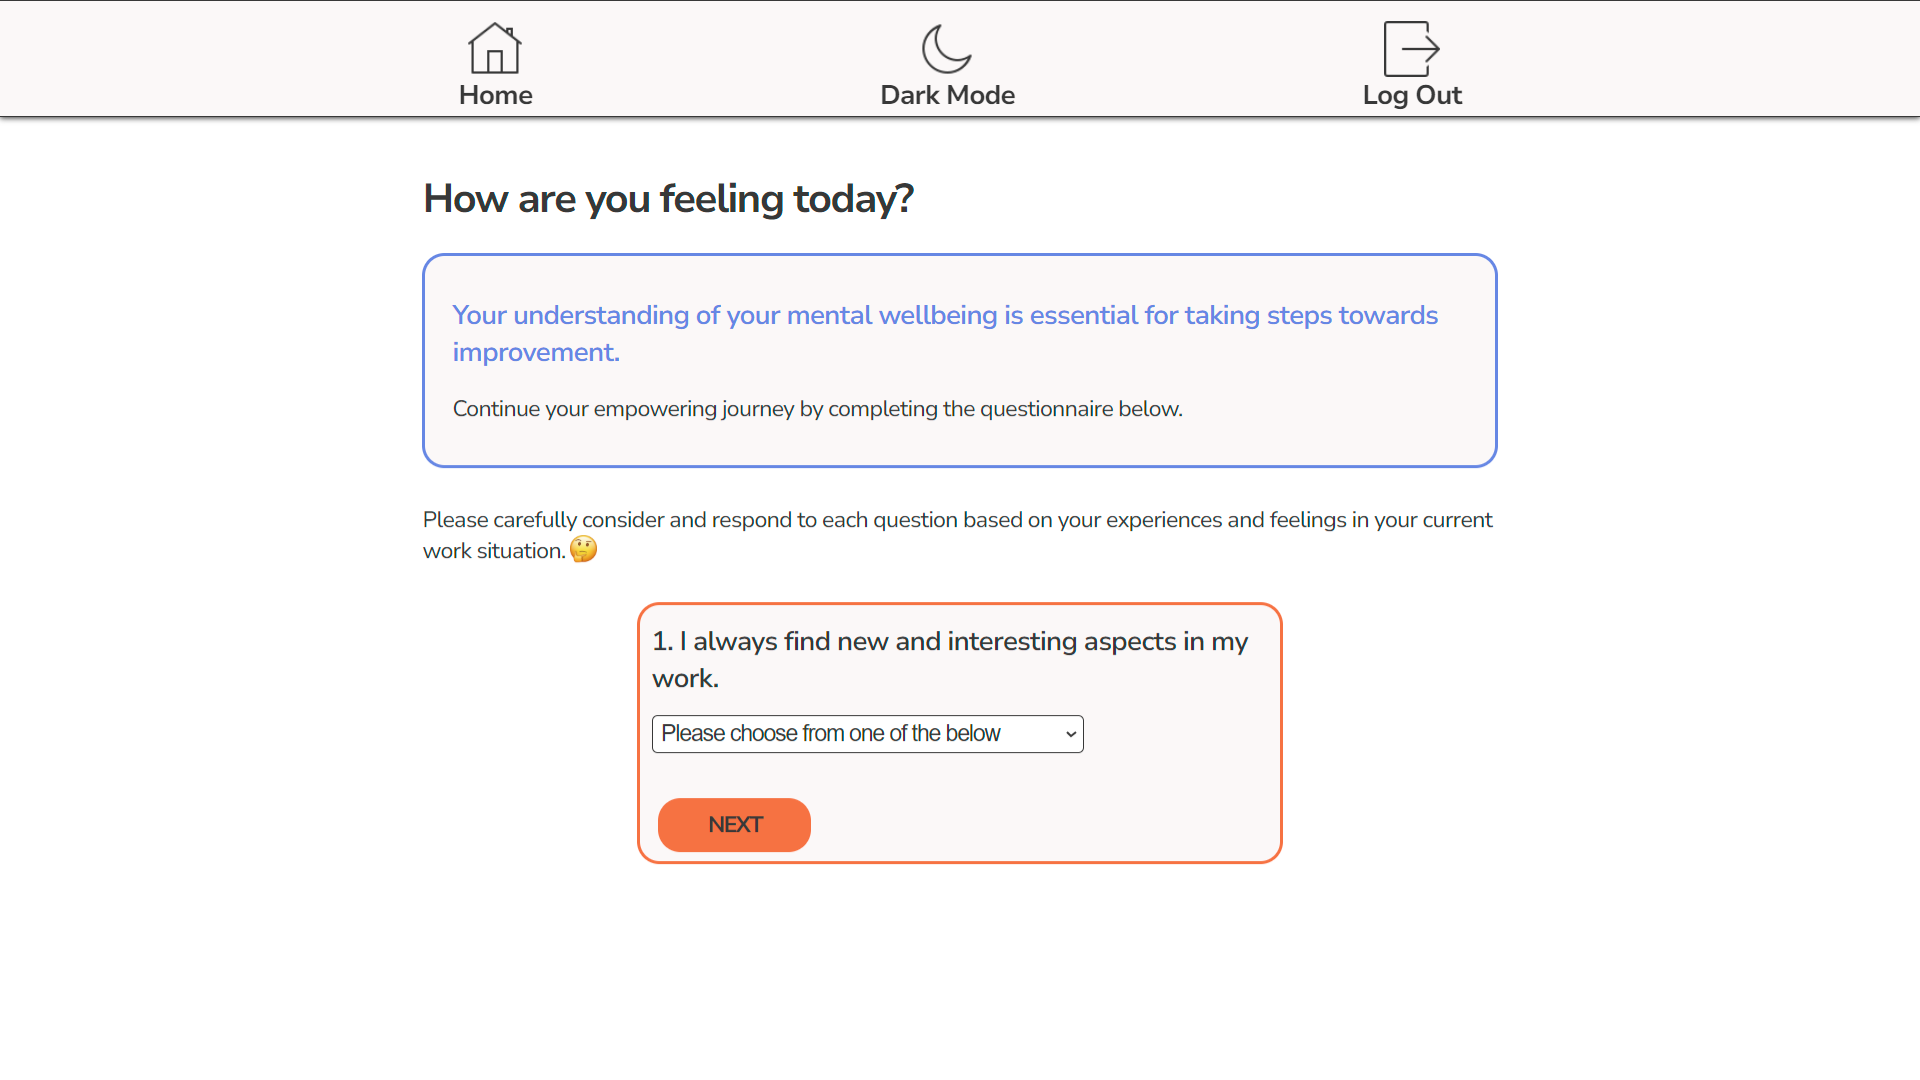 Home
Dark Mode
Log Out
How are you feeling today?
Your understanding of your mental wellbeing is essential for taking steps towards
improvement.
Continue your empowering journey by completing the questionnaire below.
Please carefully consider and respond to each question based on your experiences and feelings in your current
work situation. 🤔
1. I always find new and interesting aspects in my
work.
Please choose from one of the below
NEXT